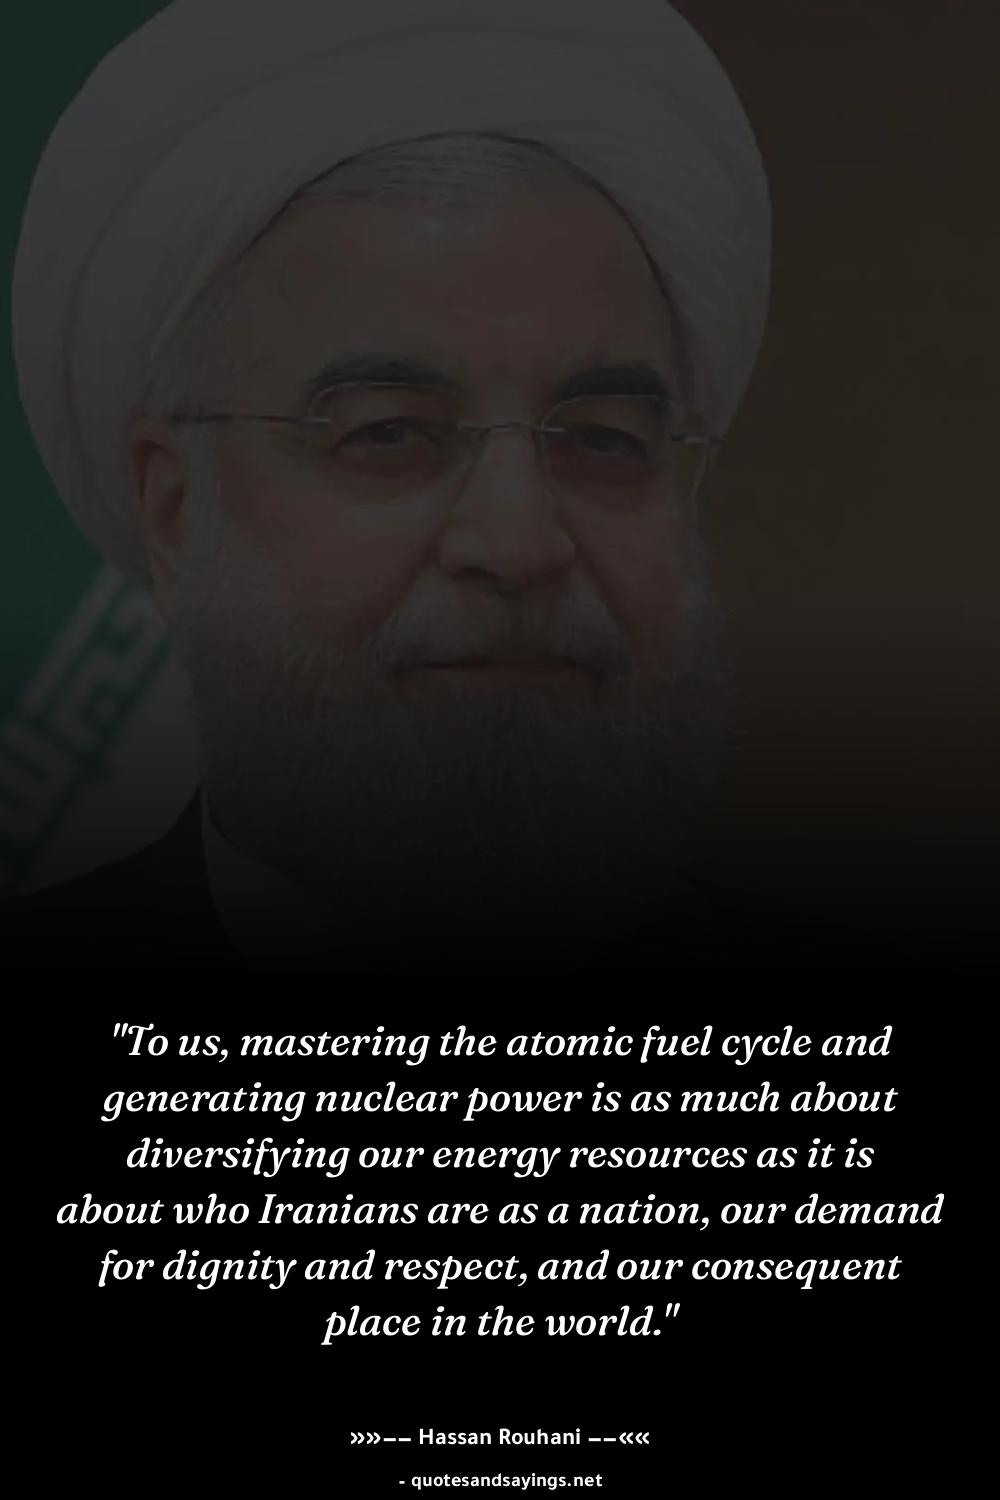 "To us, mastering the atomic fuel cycle and
generating nuclear power is as much about
diversifying our energy resources as it is
about who Iranians are as a nation, our demand
for dignity and respect, and our consequent
place in the world."
»»–– Hassan Rouhani ––««
- quotesandsayings.net